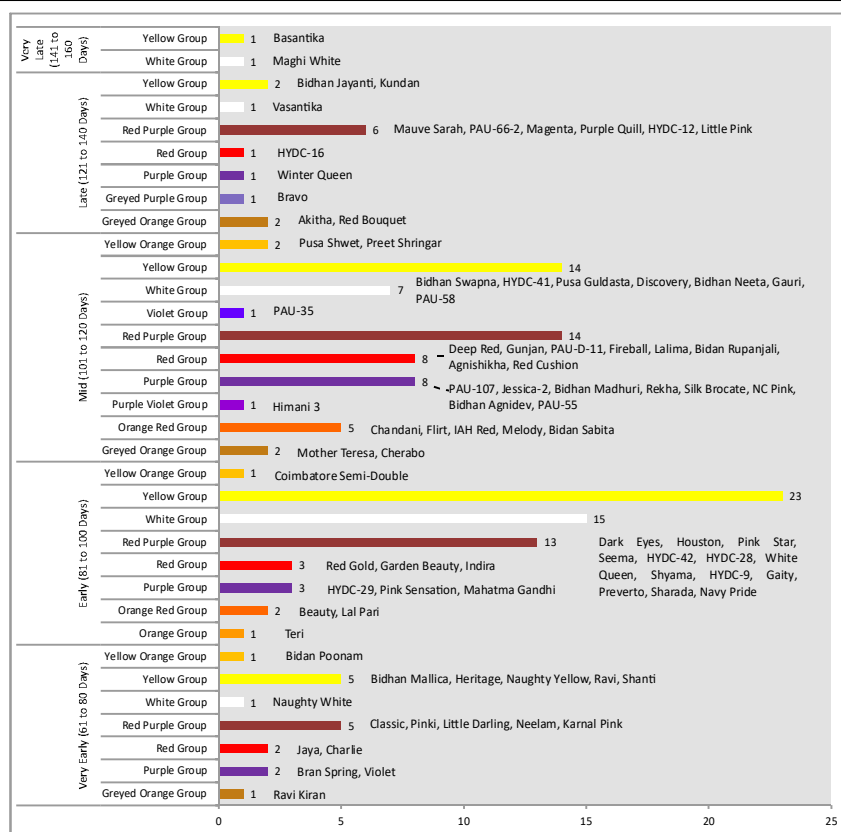 Very Late (141 to 160 Days)
Yellow Group 1 Basantika
White Group 1 Maghi White
Late (121 to 140 Days)
Yellow Group 2 Bidhan Jayanti, Kundan
White Group 1 Vasantika
Red Purple Group 6 Mauve Sarah, PAU-66-2, Magenta, Purple Quill, HYDC-12, Little Pink
Red Group 1 HYDC-16
Purple Group 1 Winter Queen
Greyed Purple Group 1 Bravo
Greyed Orange Group 2 Akitha, Red Bouquet
Mid (101 to 120 Days)
Yellow Orange Group 2 Pusa Shwet, Preet Shringar
Yellow Group 14
White Group 7 Bidhan Swapna, HYDC-41, Pusa Guldasta, Discovery, Bidhan Neeta, Gauri,
PAU-58
Violet Group 1 PAU-35
Red Purple Group 14
Red Group 8 Deep Red, Gunjan, PAU-D-11, Fireball, Lalima, Bidan Rupanjali,
Agnishikha, Red Cushion
Purple Group 8 PAU-107, Jessica-2, Bidhan Madhuri, Rekha, Silk Brocate, NC Pink,
Bidhan Agnidev, PAU-55
Purple Violet Group 1 Himani 3
Orange Red Group 5 Chandani, Flirt, IAH Red, Melody, Bidan Sabita
Greyed Orange Group 2 Mother Teresa, Cherabo
Early (81 to 100 Days)
Yellow Orange Group 1 Coimbatore Semi-Double
Yellow Group 23
White Group 15
Red Purple Group 13 Dark Eyes, Houston, Pink Star,
Seema, HYDC-42, HYDC-28, White
Queen, Shyama, HYDC-9, Gaity,
Preverto, Sharada, Navy Pride
Red Group 3 Red Gold, Garden Beauty, Indira
Purple Group 3 HYDC-29, Pink Sensation, Mahatma Gandhi
Orange Red Group 2 Beauty, Lal Pari
Orange Group 1 Teri
Very Early (61 to 80 Days)
Yellow Orange Group 1 Bidan Poonam
Yellow Group 5 Bidhan Mallica, Heritage, Naughty Yellow, Ravi, Shanti
White Group 1 Naughty White
Red Purple Group 5 Classic, Pinki, Little Darling, Neelam, Karnal Pink
Red Group 2 Jaya, Charlie
Purple Group 2 Bran Spring, Violet
Greyed Orange Group 1 Ravi Kiran
0 5 10 15 20 25